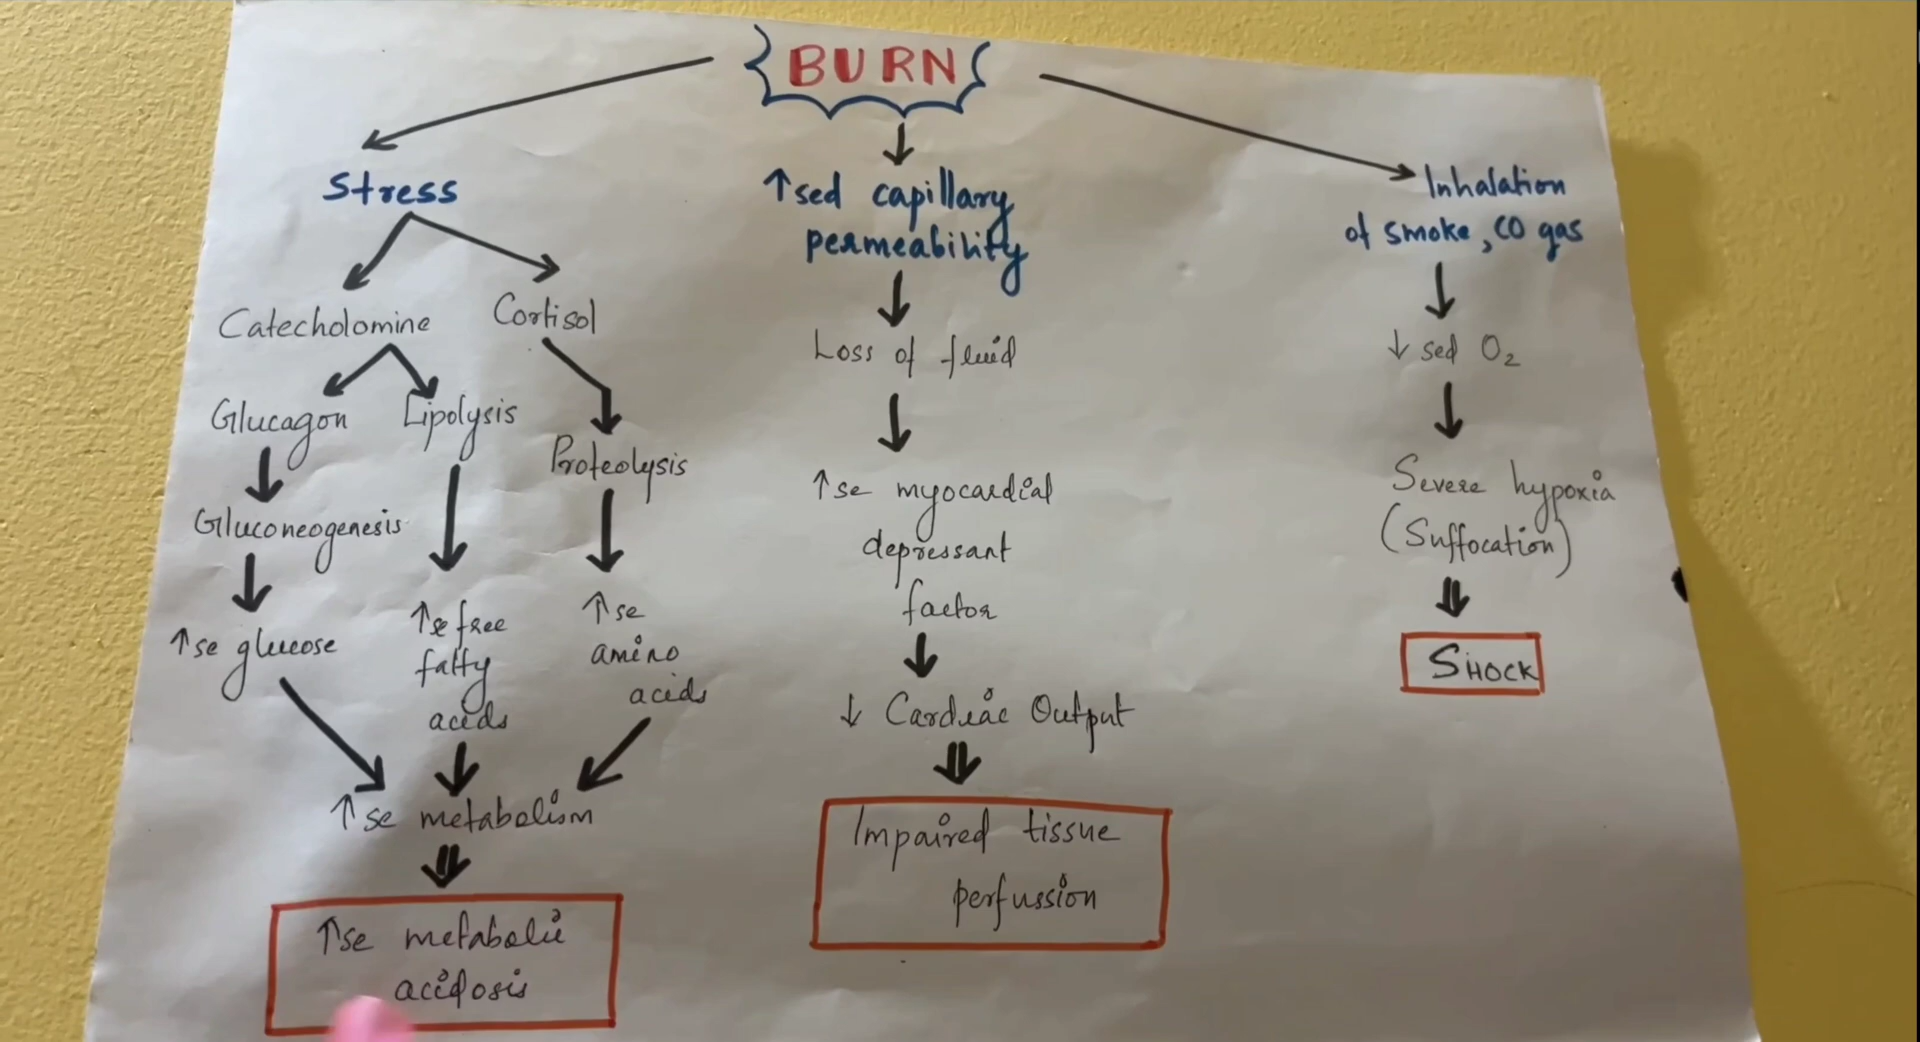 BURN
Stress
Catecholomine
Cortisol
Glucagon
Lipolysis
Proteolysis
Gluconeogenesis
↑se glucose
↑se free
fatty
acids
↑se
amino
acids
↑se metabolism
↑se metabolic
acidosis
↑sed capillary
permeability
Loss of fluid
↑se myocardial
depressant
factor
↓ Cardiac Output
Impaired tissue
perfussion
Inhalation
of smoke, CO gas
↓ sed O₂
Severe hypoxia
(Suffocation)
SHOCK